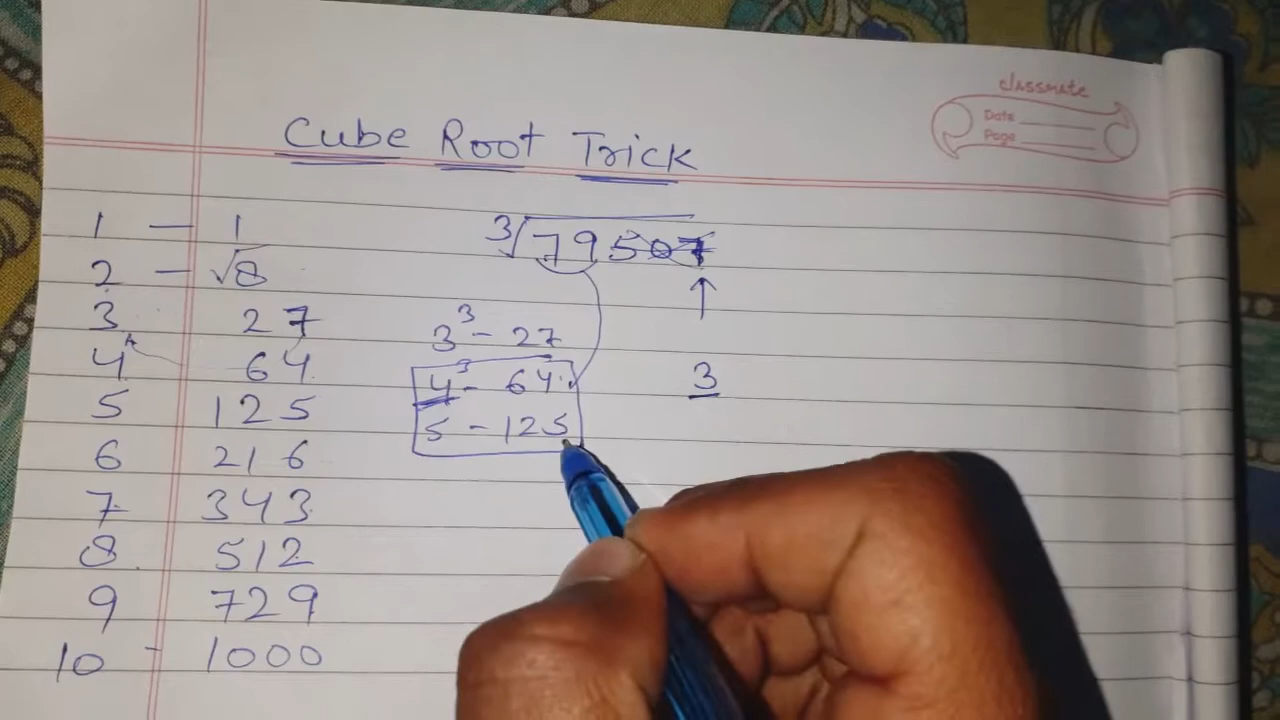 classmate
Date
Page
Cube Root Trick
1 — 1
2 — √8
3 27
4 64
5 125
6 216
7 343
8 512
9 729
10 - 1000
3√79507
3³ - 27
4³ - 64
5 - 125
3